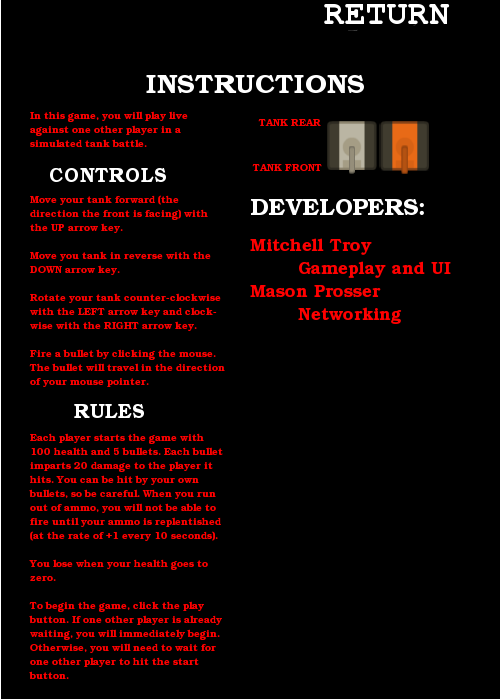 RETURN
INSTRUCTIONS
In this game, you will play live
against one other player in a
simulated tank battle.
CONTROLS
Move your tank forward (the
direction the front is facing) with
the UP arrow key.
Move you tank in reverse with the
DOWN arrow key.
Rotate your tank counter-clockwise
with the LEFT arrow key and clock-
wise with the RIGHT arrow key.
Fire a bullet by clicking the mouse.
The bullet will travel in the direction
of your mouse pointer.
RULES
Each player starts the game with
100 health and 5 bullets. Each bullet
imparts 20 damage to the player it
hits. You can be hit by your own
bullets, so be careful. When you run
out of ammo, you will not be able to
fire until your ammo is replentished
(at the rate of +1 every 10 seconds).
You lose when your health goes to
zero.
To begin the game, click the play
button. If one other player is already
waiting, you will immediately begin.
Otherwise, you will need to wait for
one other player to hit the start
button.
TANK REAR
TANK FRONT
DEVELOPERS:
Mitchell Troy
Gameplay and UI
Mason Prosser
Networking